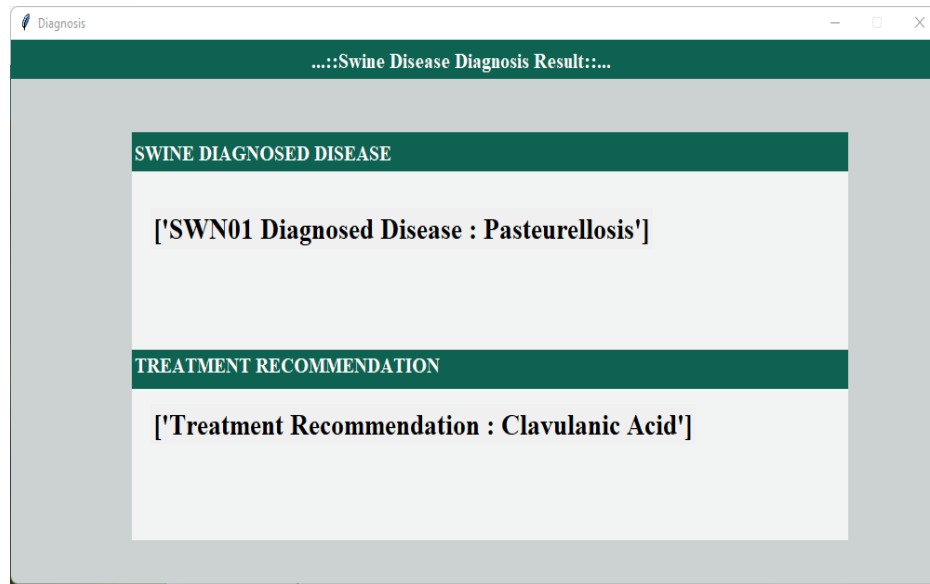 Diagnosis
...::Swine Disease Diagnosis Result::...
SWINE DIAGNOSED DISEASE
['SWN01 Diagnosed Disease : Pasteurellosis']
TREATMENT RECOMMENDATION
['Treatment Recommendation : Clavulanic Acid']